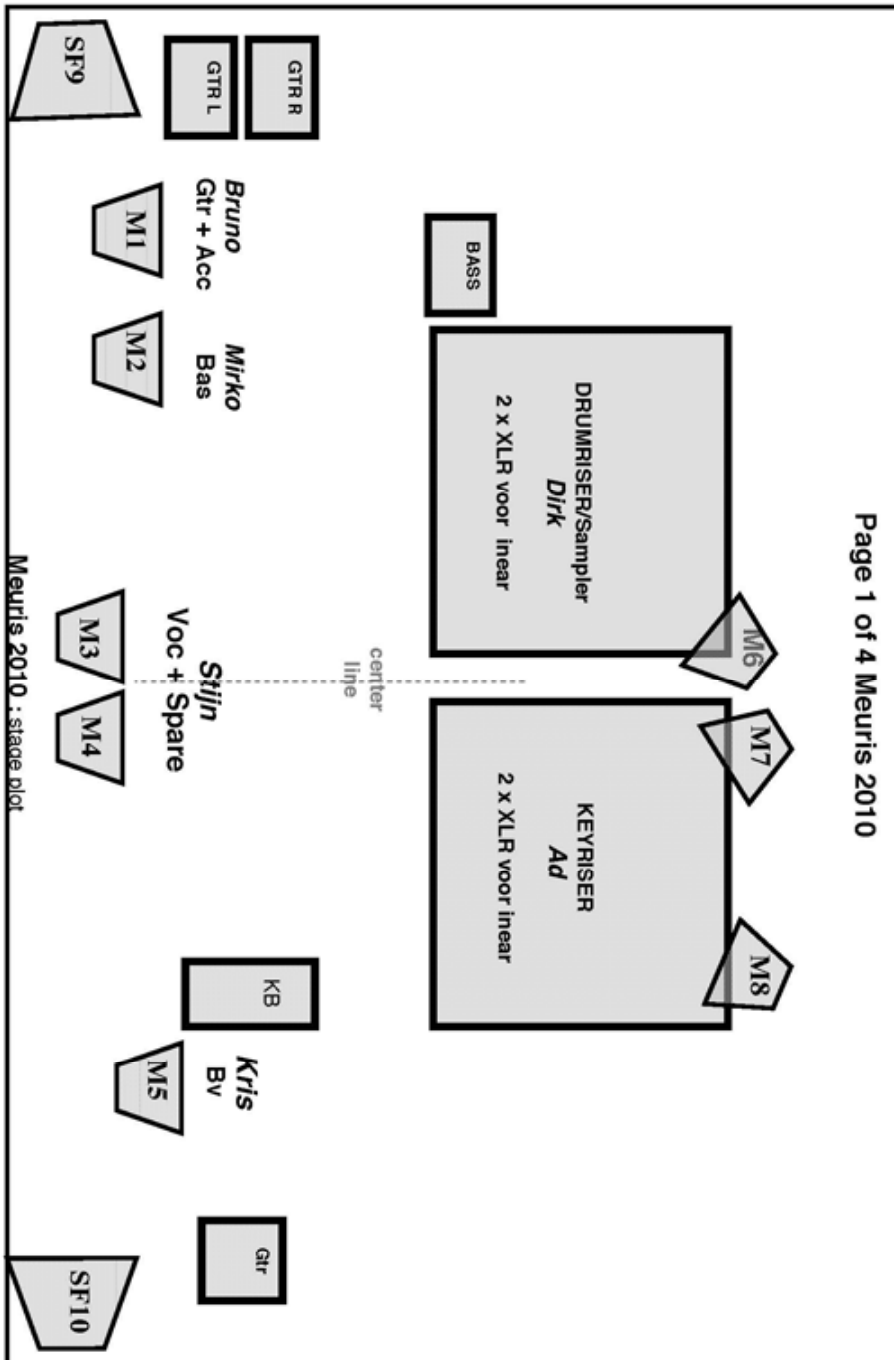 Page 1 of 4 Meuris 2010
M6
M7
M8
DRUMRISER/Sampler
Dirk
2 x XLR voor inear
KEYRISER
Ad
2 x XLR voor inear
BASS
center
line
GTR R
GTR L
KB
Gtr
Bruno
Gtr + Acc
Mirko
Bas
Stijn
Voc + Spare
Kris
Bv
M1
M2
M3
M4
M5
SF9
SF10
Meuris 2010 : stage plot